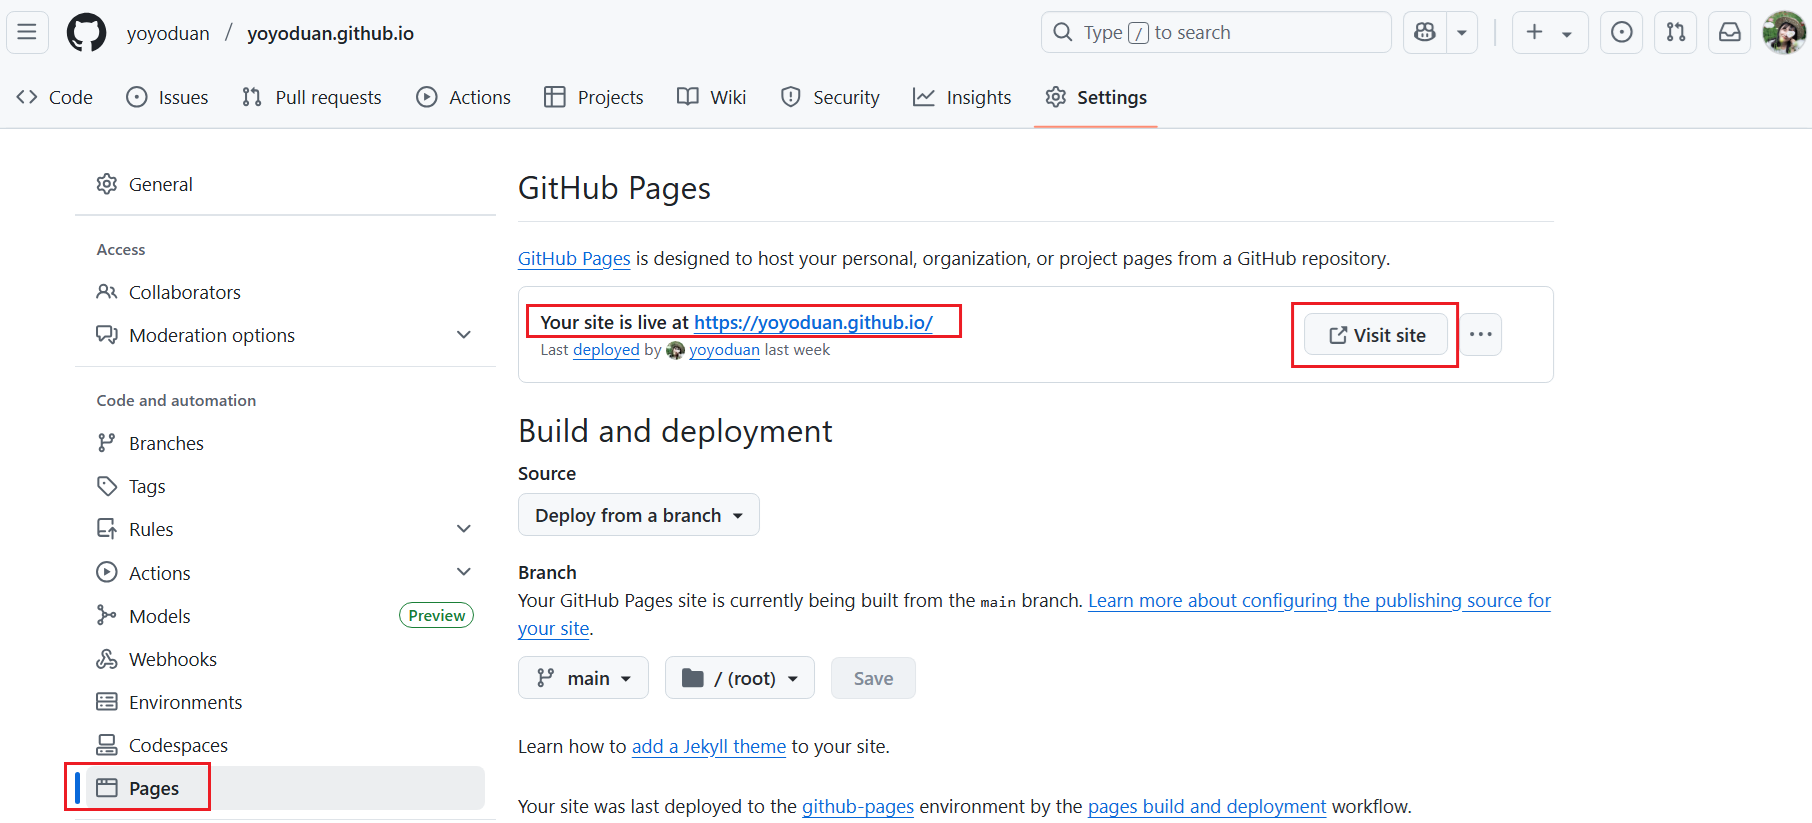 yoyoduan / yoyoduan.github.io
Type / to search
Code Issues Pull requests Actions Projects Wiki Security Insights Settings
General
Access
Collaborators
Moderation options
Code and automation
Branches
Tags
Rules
Actions
Models Preview
Webhooks
Environments
Codespaces
Pages
GitHub Pages
GitHub Pages is designed to host your personal, organization, or project pages from a GitHub repository.
Your site is live at https://yoyoduan.github.io/
Last deployed by yoyoduan last week
Visit site
Build and deployment
Source
Deploy from a branch
Branch
Your GitHub Pages site is currently being built from the main branch. Learn more about configuring the publishing source for
your site.
main / (root) Save
Learn how to add a Jekyll theme to your site.
Your site was last deployed to the github-pages environment by the pages build and deployment workflow.